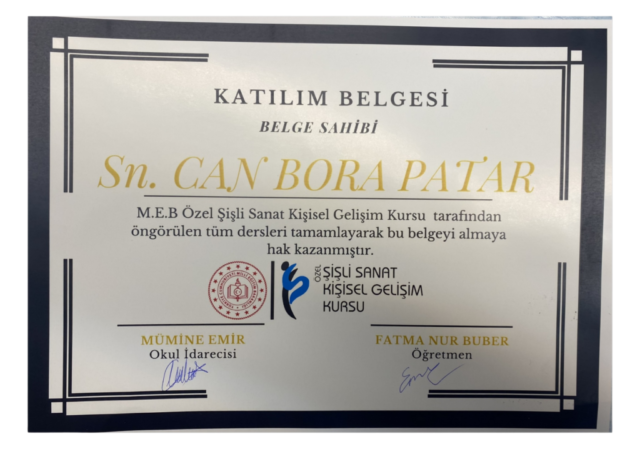 KATILIM BELGESİ
BELGE SAHİBİ
Sn. CAN BORA PATAR
M.E.B Özel Şişli Sanat Kişisel Gelişim Kursu tarafından
öngörülen tüm dersleri tamamlayarak bu belgeyi almaya
hak kazanmıştır.
ÖZEL
ŞİŞLİ SANAT
KİŞİSEL GELİŞİM
KURSU
MÜMİNE EMİR
Okul İdarecisi
FATMA NUR BUBER
Öğretmen